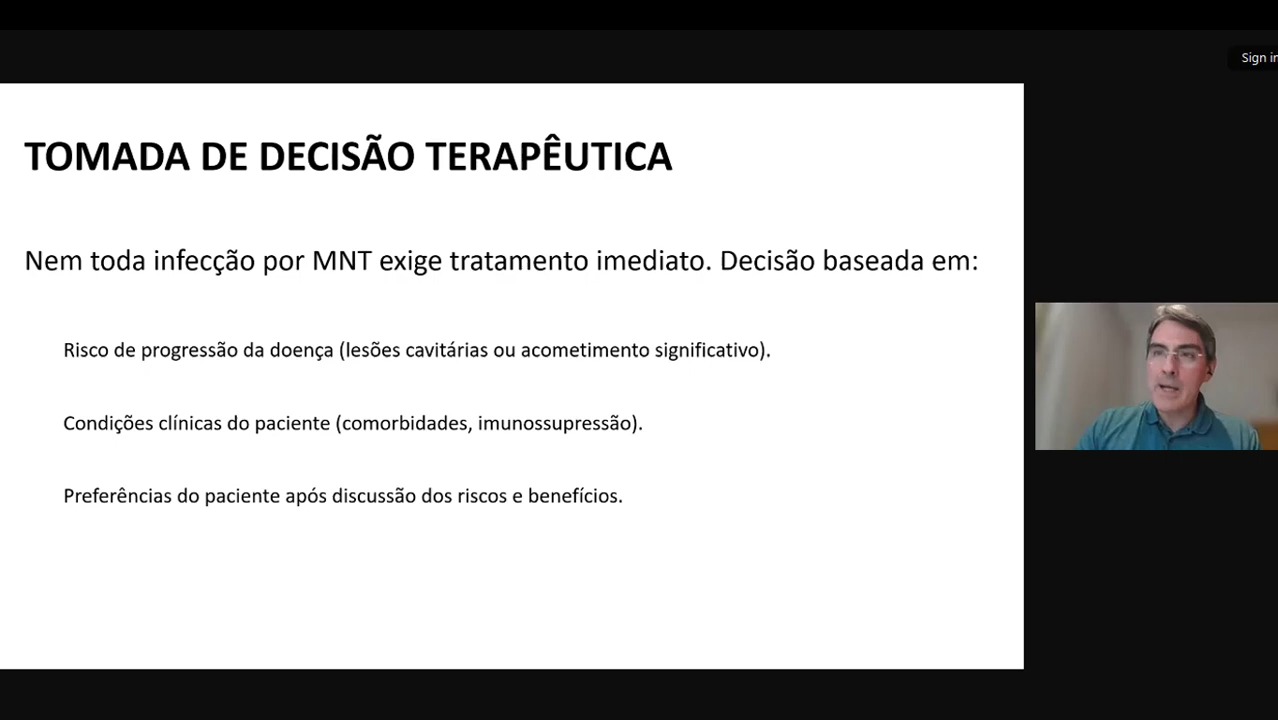 Sign in
TOMADA DE DECISÃO TERAPÊUTICA
Nem toda infecção por MNT exige tratamento imediato. Decisão baseada em:
Risco de progressão da doença (lesões cavitárias ou acometimento significativo).
Condições clínicas do paciente (comorbidades, imunossupressão).
Preferências do paciente após discussão dos riscos e benefícios.